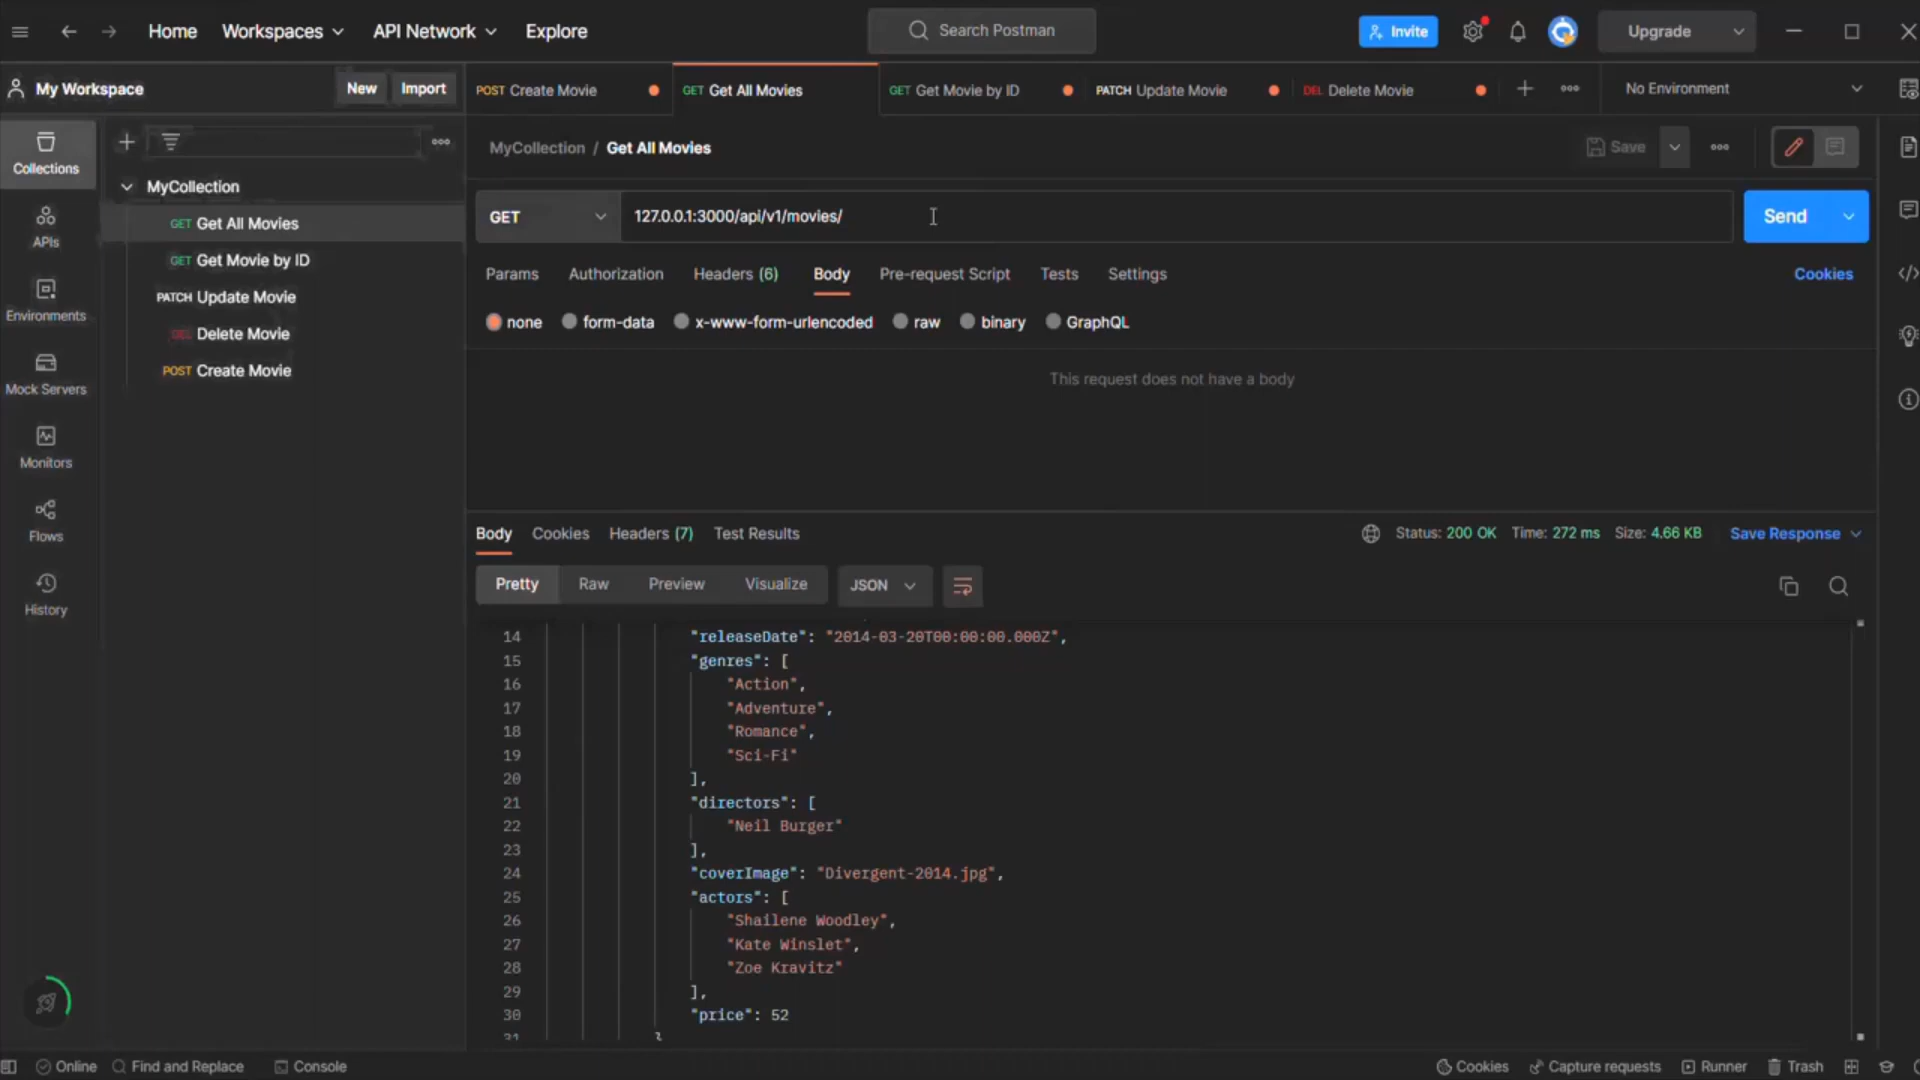 Home Workspaces API Network Explore Search Postman Invite Upgrade
My Workspace New Import POST Create Movie GET Get All Movies GET Get Movie by ID PATCH Update Movie DEL Delete Movie No Environment
MyCollection / Get All Movies Save
Collections
MyCollection
GET Get All Movies
GET Get Movie by ID
PATCH Update Movie
DEL Delete Movie
POST Create Movie
APIs
Environments
Mock Servers
Monitors
Flows
History
GET 127.0.0.1:3000/api/v1/movies/ Send
Params Authorization Headers (6) Body Pre-request Script Tests Settings Cookies
none form-data x-www-form-urlencoded raw binary GraphQL
This request does not have a body
Body Cookies Headers (7) Test Results Status: 200 OK Time: 272 ms Size: 4.66 KB Save Response
Pretty Raw Preview Visualize JSON
14 "releaseDate": "2014-03-20T00:00:00.000Z",
15 "genres": [
16 "Action",
17 "Adventure",
18 "Romance",
19 "Sci-Fi"
20 ],
21 "directors": [
22 "Neil Burger"
23 ],
24 "coverImage": "Divergent-2014.jpg",
25 "actors": [
26 "Shailene Woodley",
27 "Kate Winslet",
28 "Zoe Kravitz"
29 ],
30 "price": 52
31 }
Online Find and Replace Console Cookies Capture requests Runner Trash